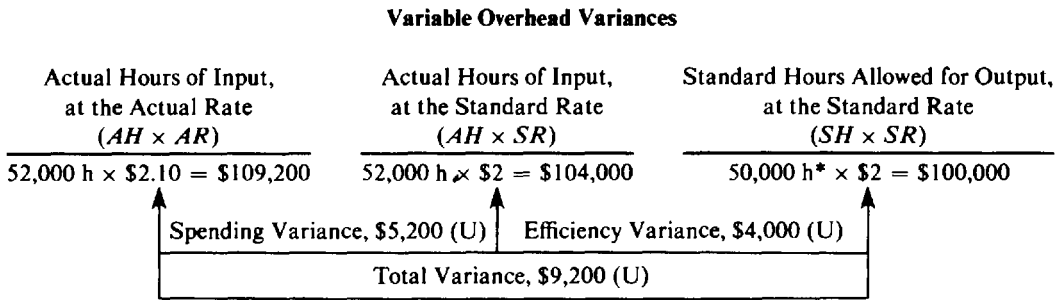 Variable Overhead Variances
Actual Hours of Input,
at the Actual Rate
(AH × AR)
52,000 h × $2.10 = $109,200
Actual Hours of Input,
at the Standard Rate
(AH × SR)
52,000 h × $2 = $104,000
Standard Hours Allowed for Output,
at the Standard Rate
(SH × SR)
50,000 h* × $2 = $100,000
Spending Variance, $5,200 (U)
Efficiency Variance, $4,000 (U)
Total Variance, $9,200 (U)